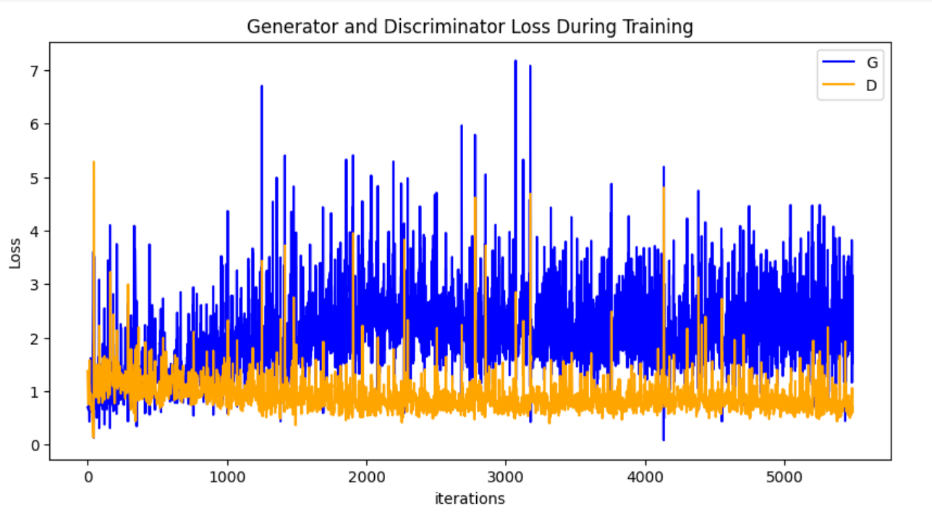 Generator and Discriminator Loss During Training
G
D
7
6
5
4
3
2
1
0
Loss
0 1000 2000 3000 4000 5000
iterations